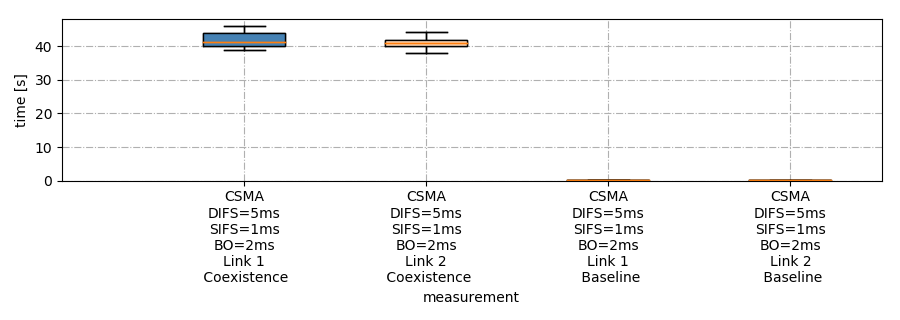 time [s]
40
30
20
10
0
CSMA CSMA CSMA CSMA
DIFS=5ms DIFS=5ms DIFS=5ms DIFS=5ms
SIFS=1ms SIFS=1ms SIFS=1ms SIFS=1ms
BO=2ms BO=2ms BO=2ms BO=2ms
Link 1 Link 2 Link 1 Link 2
Coexistence Coexistence Baseline Baseline
measurement